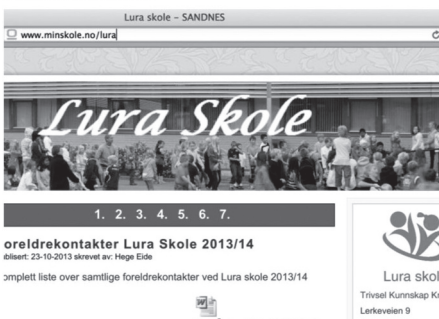 Lura skole – SANDNES
www.minskole.no/lura
Lura Skole
1. 2. 3. 4. 5. 6. 7.
oreldrekontakter Lura Skole 2013/14
ublisert: 23-10-2013 skrevet av: Hege Eide
omplett liste over samtlige foreldrekontakter ved Lura skole 2013/14
Lura skol
Trivsel Kunnskap K
Lerkeveien 9